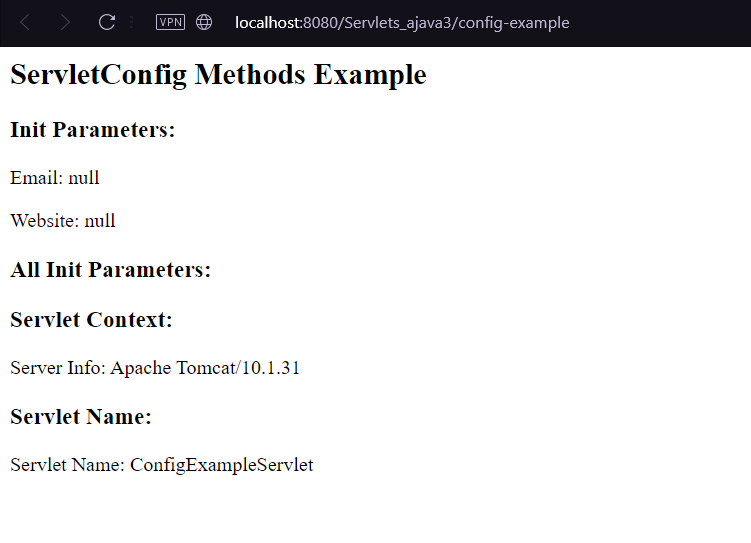 VPN localhost:8080/Servlets_ajava3/config-example
ServletConfig Methods Example
Init Parameters:
Email: null
Website: null
All Init Parameters:
Servlet Context:
Server Info: Apache Tomcat/10.1.31
Servlet Name:
Servlet Name: ConfigExampleServlet